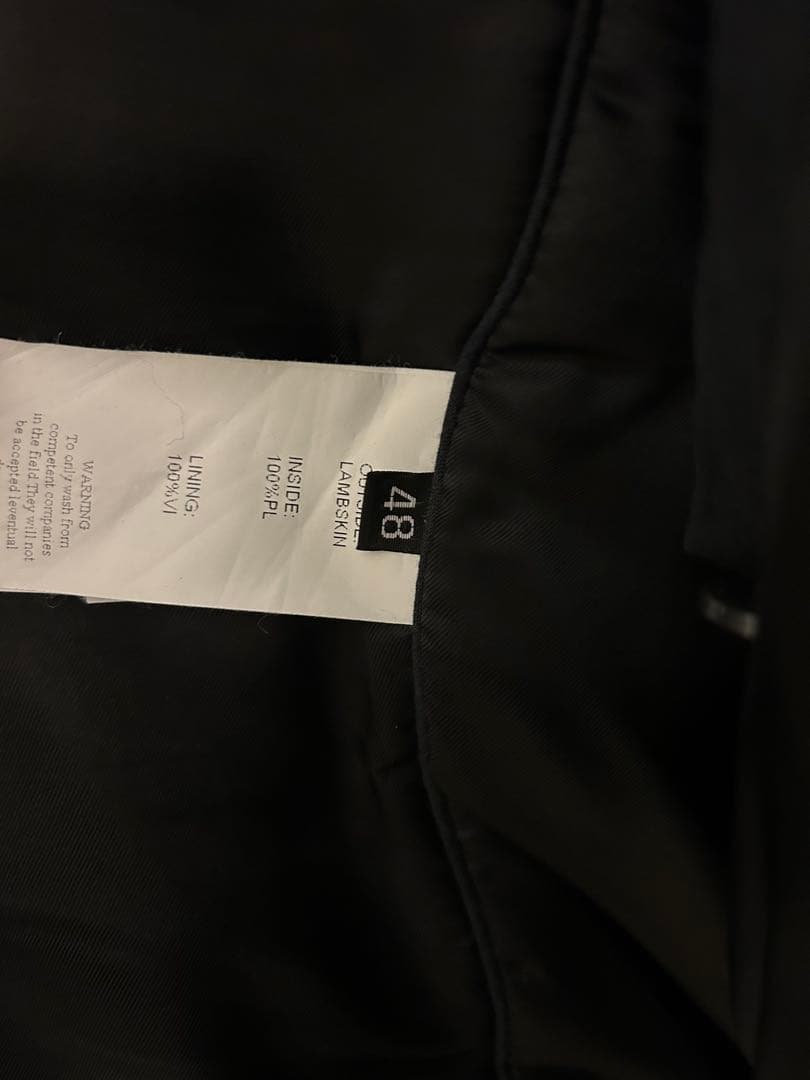 48
LAMBSKIN
INSIDE:
100%PL
LINING:
100%VI
WARNING
To only wash from
competent companies
in the field.They will not
be accepted leventual